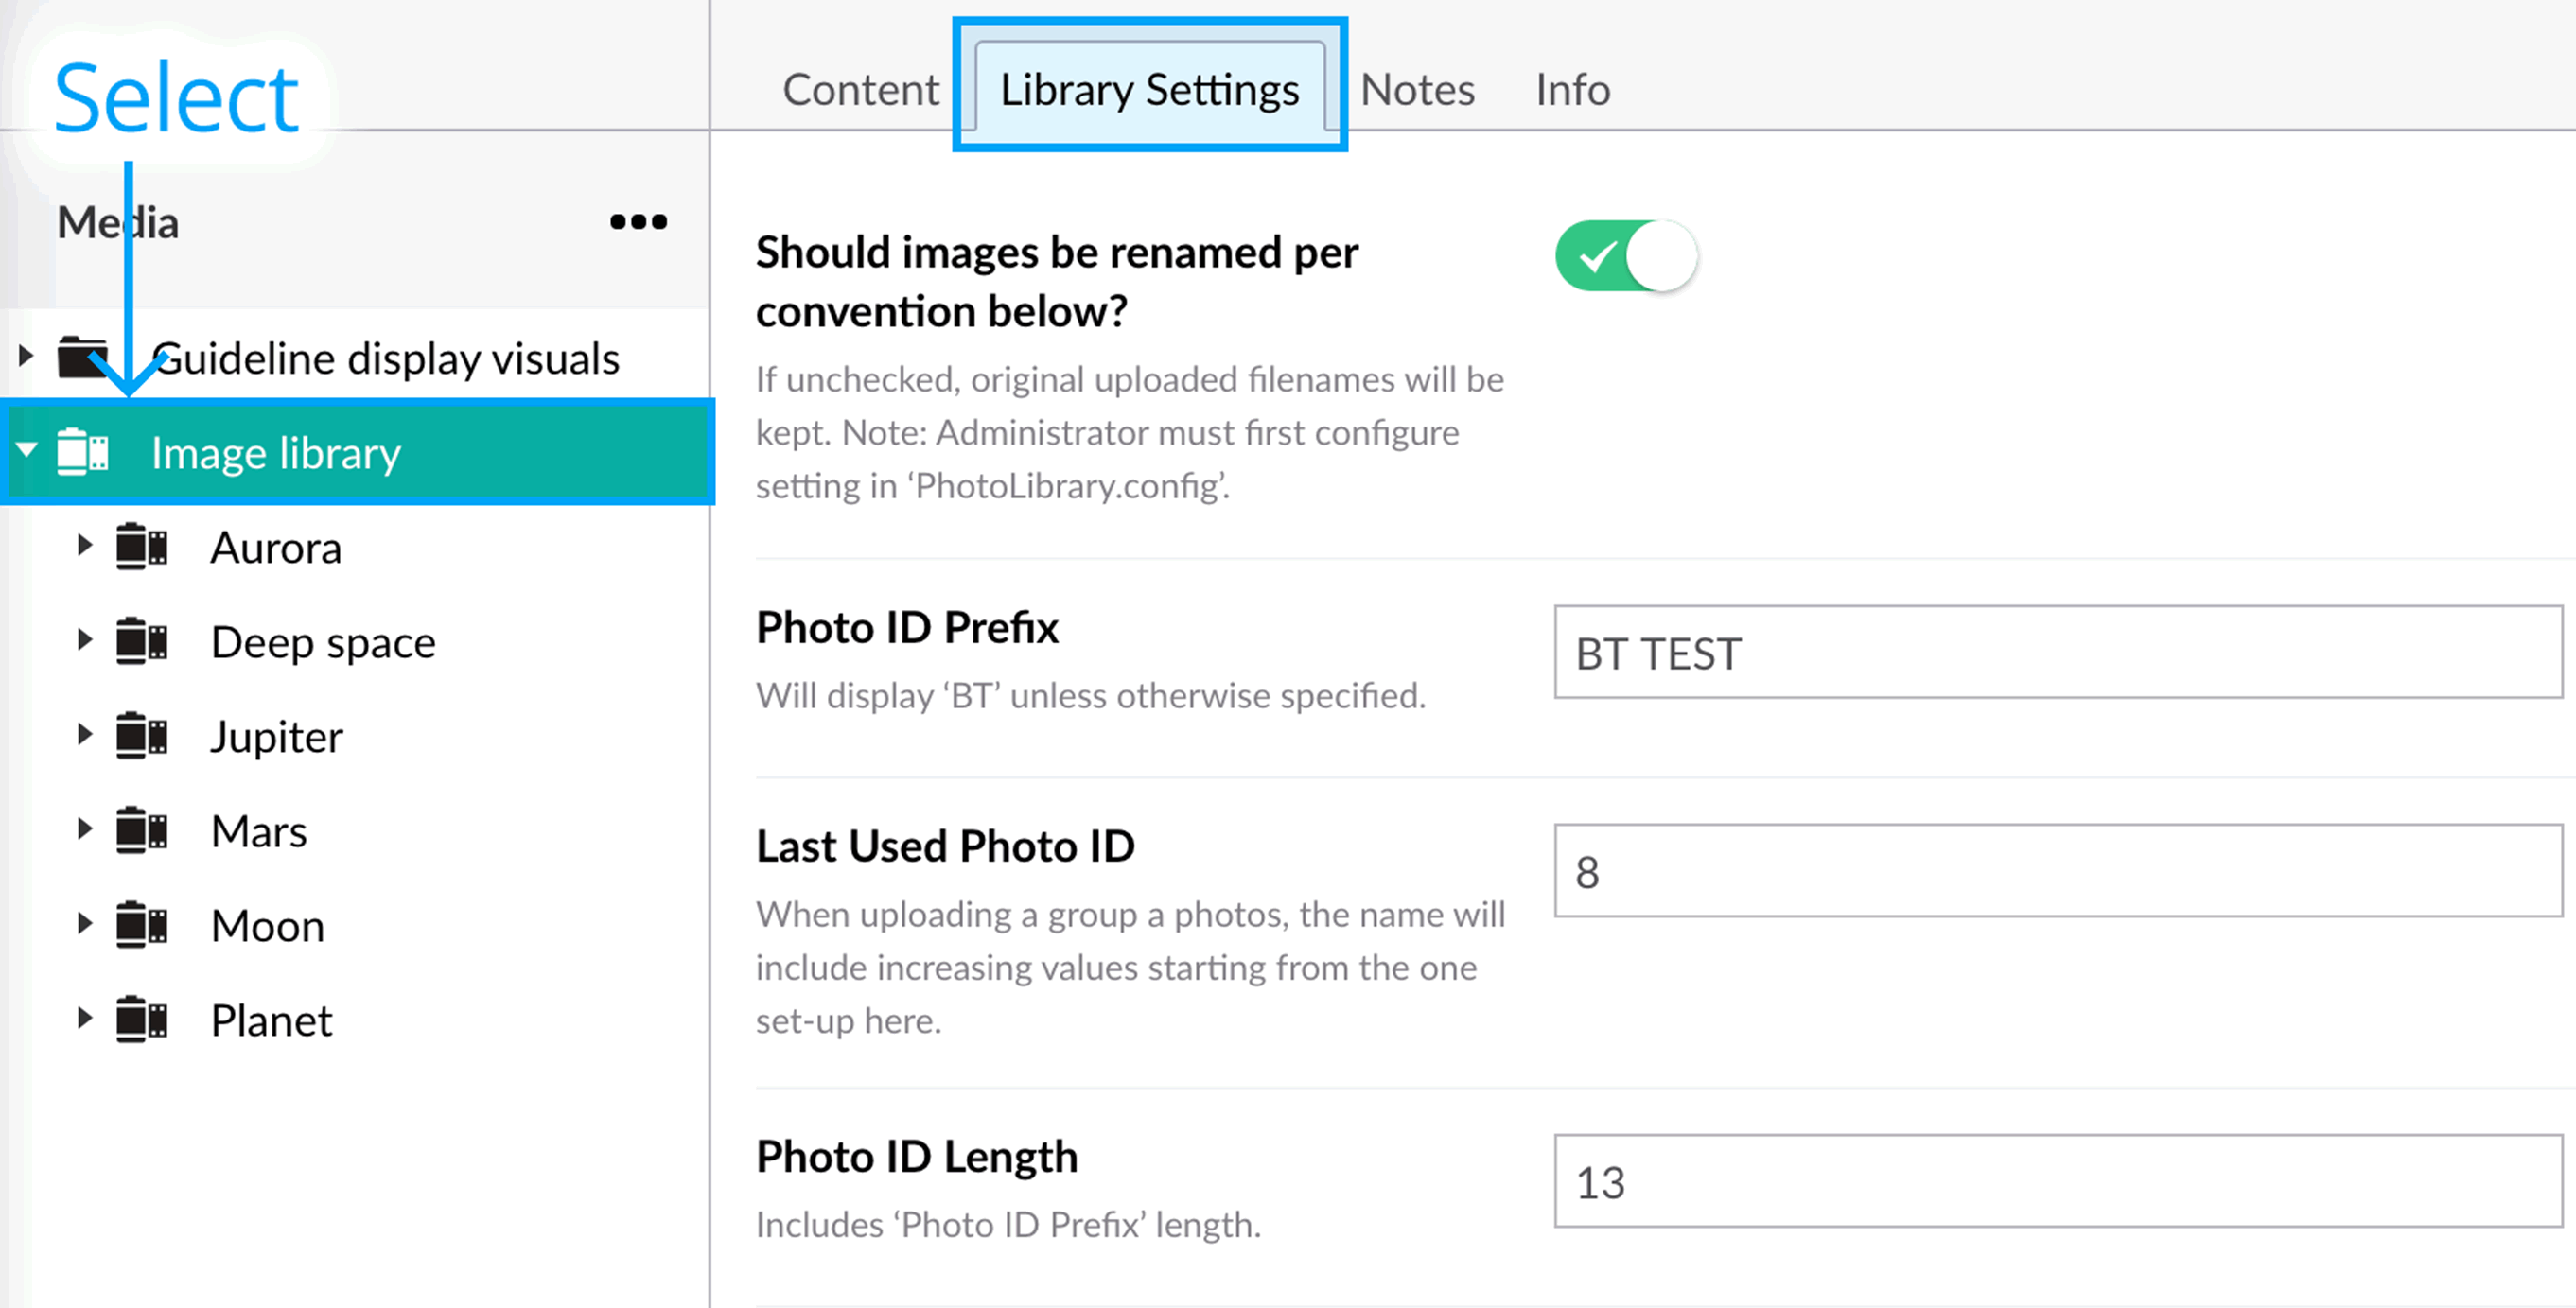 Select
Media
Guideline display visuals
Image library
Aurora
Deep space
Jupiter
Mars
Moon
Planet
Content
Library Settings
Notes
Info
Should images be renamed per
convention below?
If unchecked, original uploaded filenames will be
kept. Note: Administrator must first configure
setting in ‘PhotoLibrary.config’.
Photo ID Prefix
Will display ‘BT’ unless otherwise specified.
BT TEST
Last Used Photo ID
When uploading a group a photos, the name will
include increasing values starting from the one
set-up here.
8
Photo ID Length
Includes ‘Photo ID Prefix’ length.
13